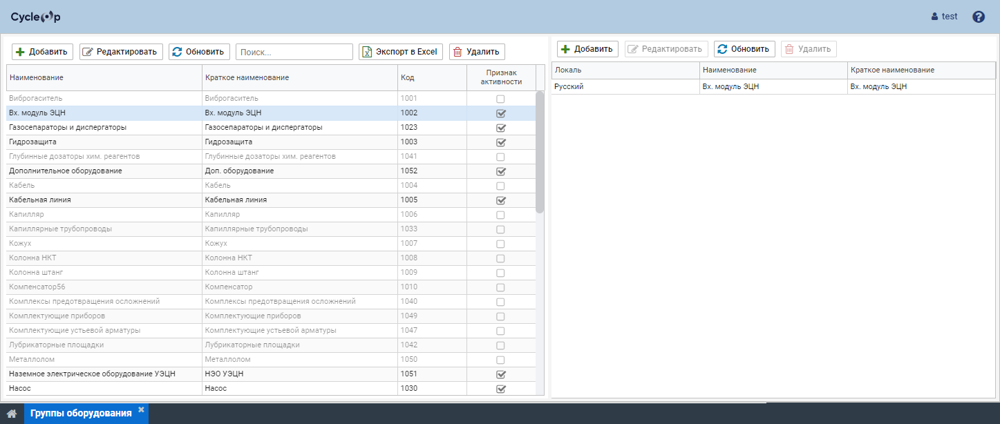 CycleOp
test
Добавить Редактировать Обновить Поиск... Экспорт в Excel Удалить
Наименование Краткое наименование Код Признак активности
Виброгаситель Виброгаситель 1001
Вх. модуль ЭЦН Вх. модуль ЭЦН 1002
Газосепараторы и диспергаторы Газосепараторы и диспергаторы 1023
Гидрозащита Гидрозащита 1003
Глубинные дозаторы хим. реагентов Глубинные дозаторы хим. реагентов 1041
Дополнительное оборудование Доп. оборудование 1052
Кабель Кабель 1004
Кабельная линия Кабельная линия 1005
Капилляр Капилляр 1006
Капиллярные трубопроводы Капиллярные трубопроводы 1033
Кожух Кожух 1007
Колонна НКТ Колонна НКТ 1008
Колонна штанг Колонна штанг 1009
Компенсатор56 Компенсатор 1010
Комплексы предотвращения осложнений Комплексы предотвращения осложнений 1040
Комплектующие приборов Комплектующие приборов 1049
Комплектующие устьевой арматуры Комплектующие устьевой арматуры 1047
Лубрикаторные площадки Лубрикаторные площадки 1042
Металлолом Металлолом 1050
Наземное электрическое оборудование УЭЦН НЭО УЭЦН 1051
Насос Насос 1030
Добавить Редактировать Обновить Удалить
Локаль Наименование Краткое наименование
Русский Вх. модуль ЭЦН Вх. модуль ЭЦН
Группы оборудования